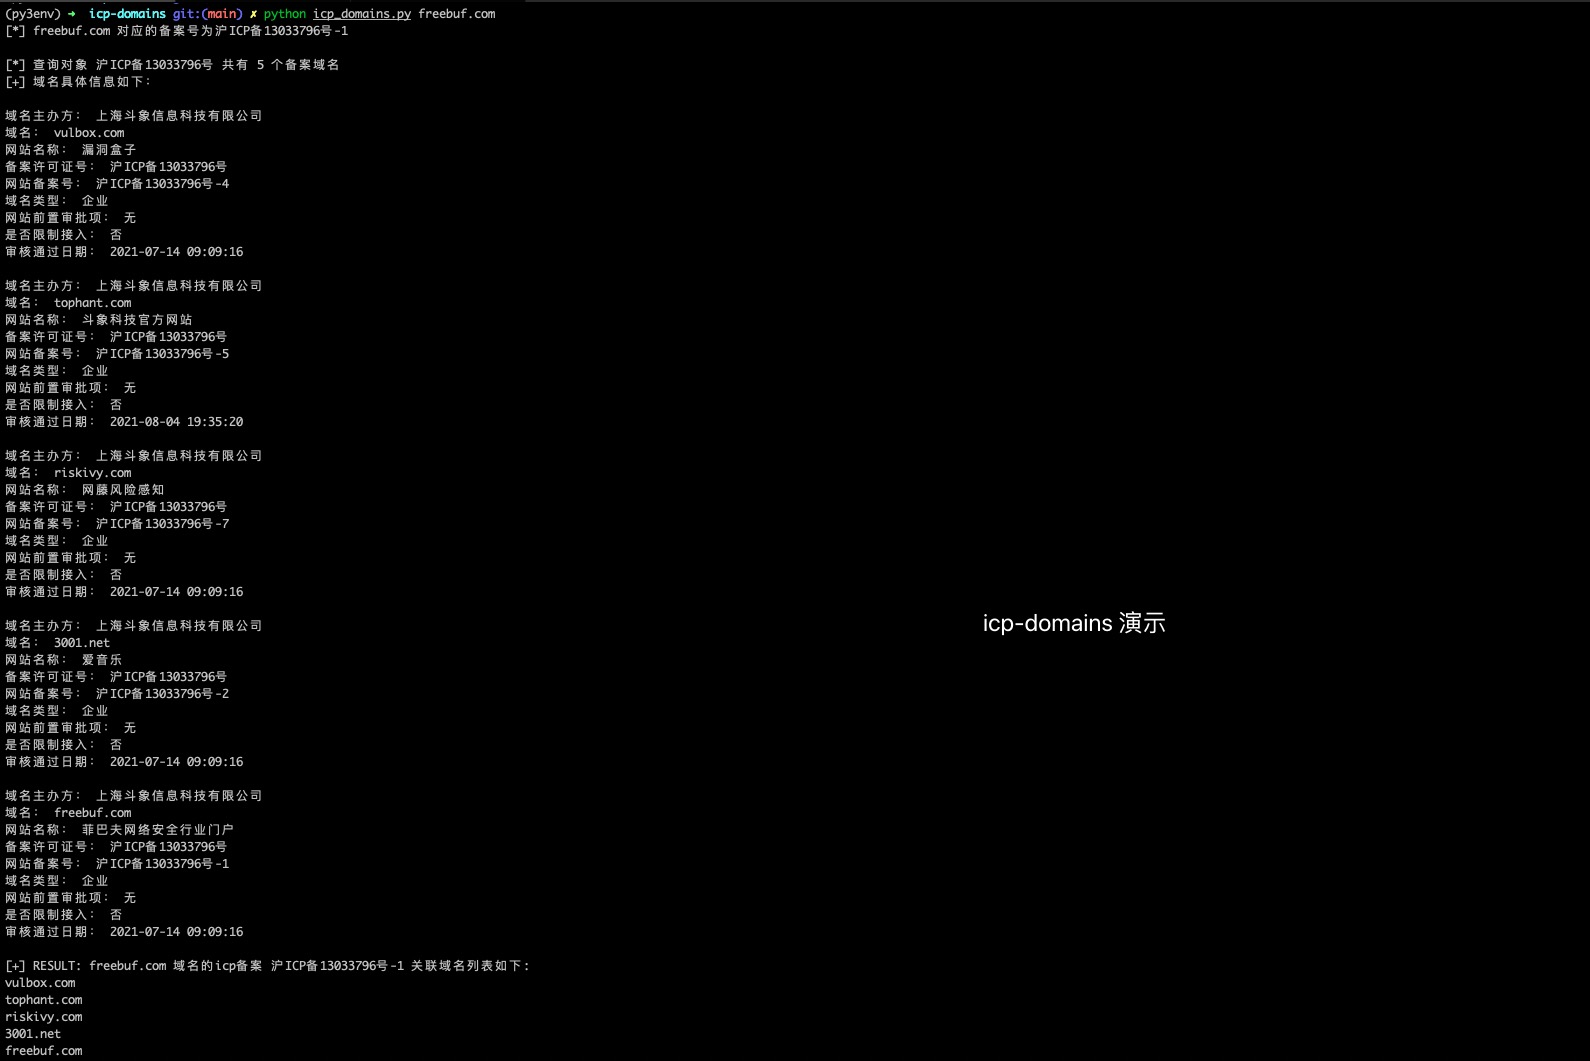 (py3env) ➜ icp-domains git:(main) ✗ python icp_domains.py freebuf.com
[*] freebuf.com 对应的备案号为沪ICP备13033796号-1
[*] 查询对象 沪ICP备13033796号 共有 5 个备案域名
[+] 域名具体信息如下：
域名主办方： 上海斗象信息科技有限公司
域名： vulbox.com
网站名称： 漏洞盒子
备案许可证号： 沪ICP备13033796号
网站备案号： 沪ICP备13033796号-4
域名类型： 企业
网站前置审批项： 无
是否限制接入： 否
审核通过日期： 2021-07-14 09:09:16
域名主办方： 上海斗象信息科技有限公司
域名： tophant.com
网站名称： 斗象科技官方网站
备案许可证号： 沪ICP备13033796号
网站备案号： 沪ICP备13033796号-5
域名类型： 企业
网站前置审批项： 无
是否限制接入： 否
审核通过日期： 2021-08-04 19:35:20
域名主办方： 上海斗象信息科技有限公司
域名： riskivy.com
网站名称： 网藤风险感知
备案许可证号： 沪ICP备13033796号
网站备案号： 沪ICP备13033796号-7
域名类型： 企业
网站前置审批项： 无
是否限制接入： 否
审核通过日期： 2021-07-14 09:09:16
域名主办方： 上海斗象信息科技有限公司
域名： 3001.net
网站名称： 爱音乐
备案许可证号： 沪ICP备13033796号
网站备案号： 沪ICP备13033796号-2
域名类型： 企业
网站前置审批项： 无
是否限制接入： 否
审核通过日期： 2021-07-14 09:09:16
域名主办方： 上海斗象信息科技有限公司
域名： freebuf.com
网站名称： 菲巴夫网络安全行业门户
备案许可证号： 沪ICP备13033796号
网站备案号： 沪ICP备13033796号-1
域名类型： 企业
网站前置审批项： 无
是否限制接入： 否
审核通过日期： 2021-07-14 09:09:16
[+] RESULT: freebuf.com 域名的icp备案 沪ICP备13033796号-1 关联域名列表如下：
vulbox.com
tophant.com
riskivy.com
3001.net
freebuf.com
icp-domains 演示